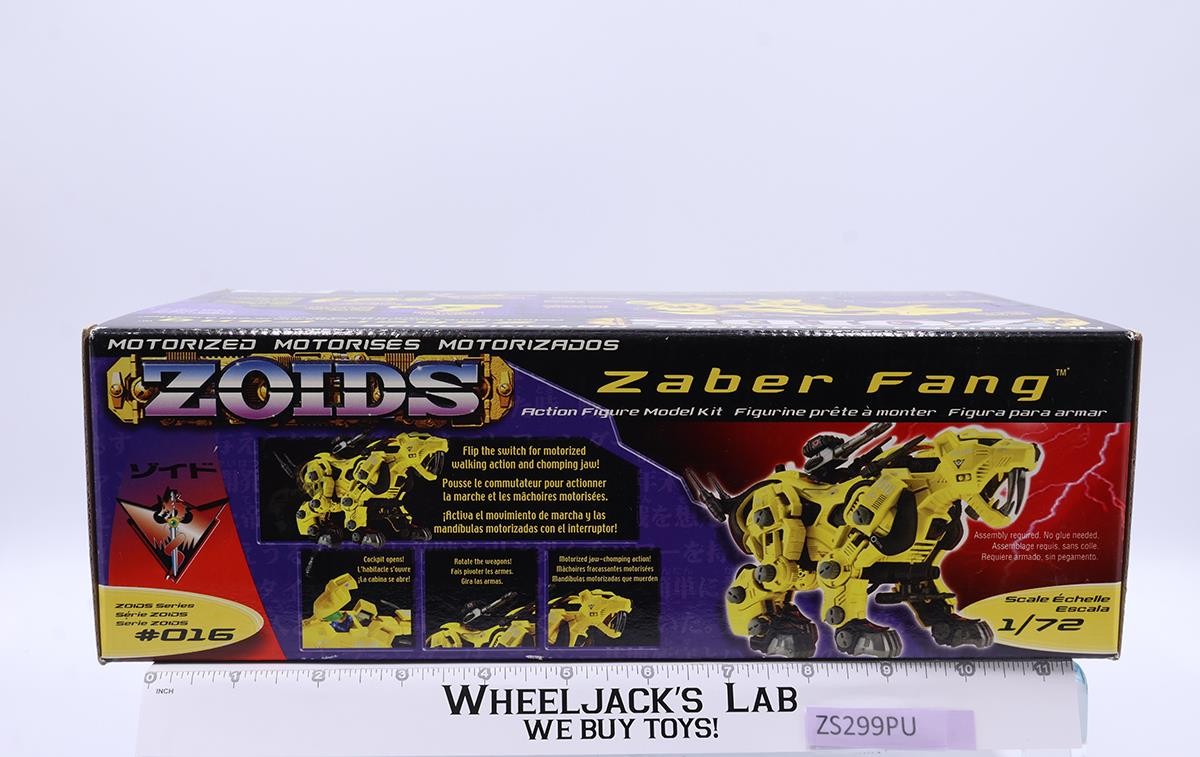 MOTORIZED MOTORISÉS MOTORIZADOS
ZOIDS
Zaber Fang™
Action Figure Model Kit Figurine prête à monter Figura para armar
ゾイド
Flip the switch for motorized
walking action and chomping jaw!
Pousse le commutateur pour actionner
la marche et les mâchoires motorisées.
¡Activa el movimiento de marcha y las
mandíbulas motorizadas con el interruptor!
Cockpit opens!
L'habitacle s'ouvre
¡La cabina se abre!
Rotate the weapons!
Fais pivoter les armes.
Gira las armas.
Motorized jaw-chomping action!
Mâchoires fracassantes motorisées
Mandíbulas motorizadas que muerden
Assembly required. No glue needed.
Assemblage requis, sans colle.
Requiere armado, sin pegamento.
ZOIDS Series
Série ZOIDS
Serie ZOIDS
#016
Scale Échelle
Escala
1/72
0 1 2 3 4 5 6 7 8 9 10 11
INCH
WHEELJACK'S LAB
WE BUY TOYS!
ZS299PU